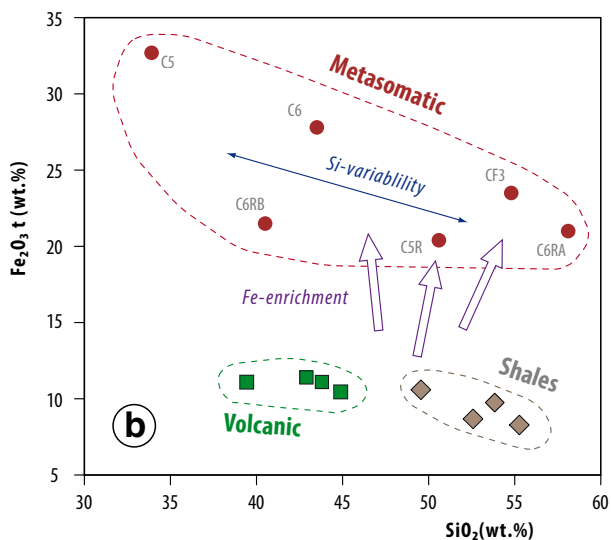 35
30
25
20
15
10
5
Fe2O3 t (wt.%)
C5
Metasomatic
C6
Si-variablility
CF3
C6RB
C5R
C6RA
Fe-enrichment
Shales
Volcanic
b
30 35 40 45 50 55 60
SiO2(wt.%)